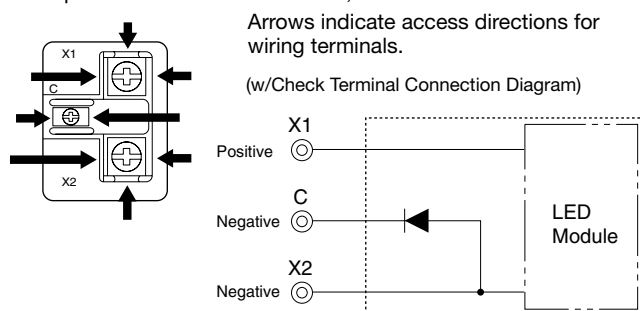 Arrows indicate access directions for
wiring terminals.
(w/Check Terminal Connection Diagram)
X1
C
X2
X1
Positive
C
Negative
X2
Negative
LED
Module